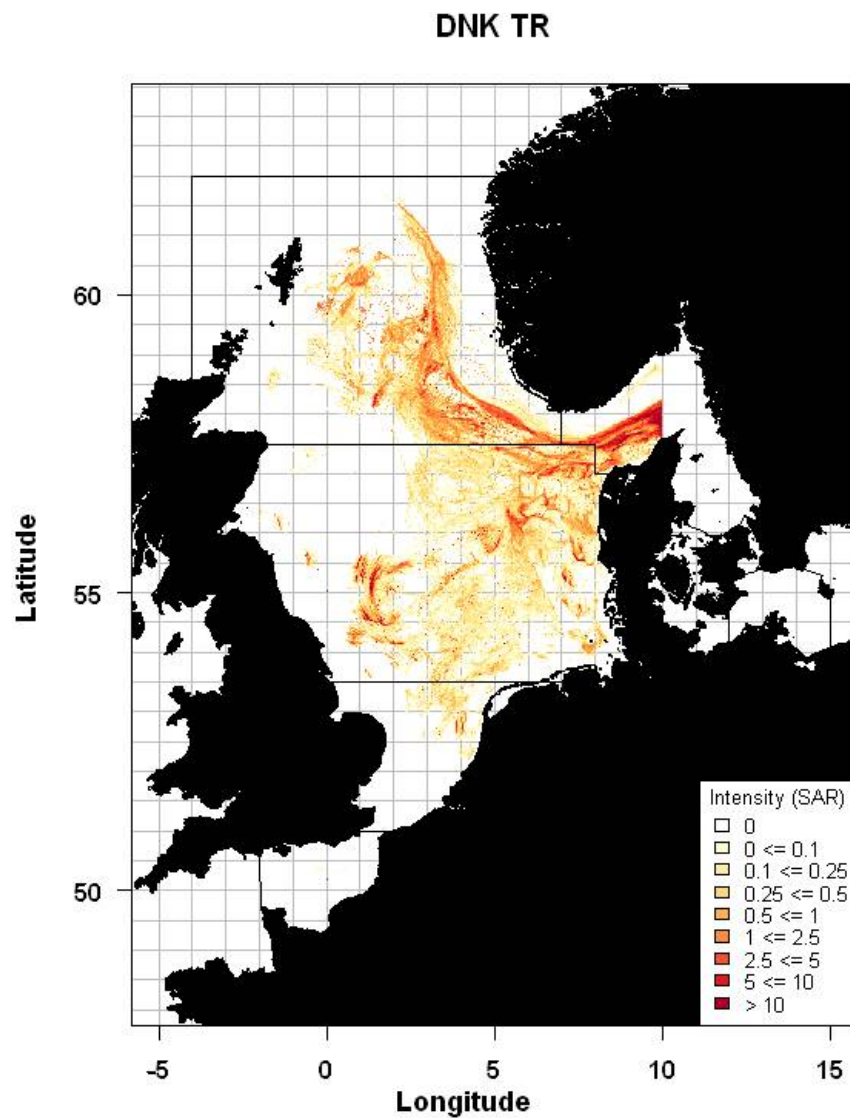 DNK TR
60
55
50
Latitude
Intensity (SAR)
0
0 <= 0.1
0.1 <= 0.25
0.25 <= 0.5
0.5 <= 1
1 <= 2.5
2.5 <= 5
5 <= 10
> 10
-5 0 5 10 15
Longitude